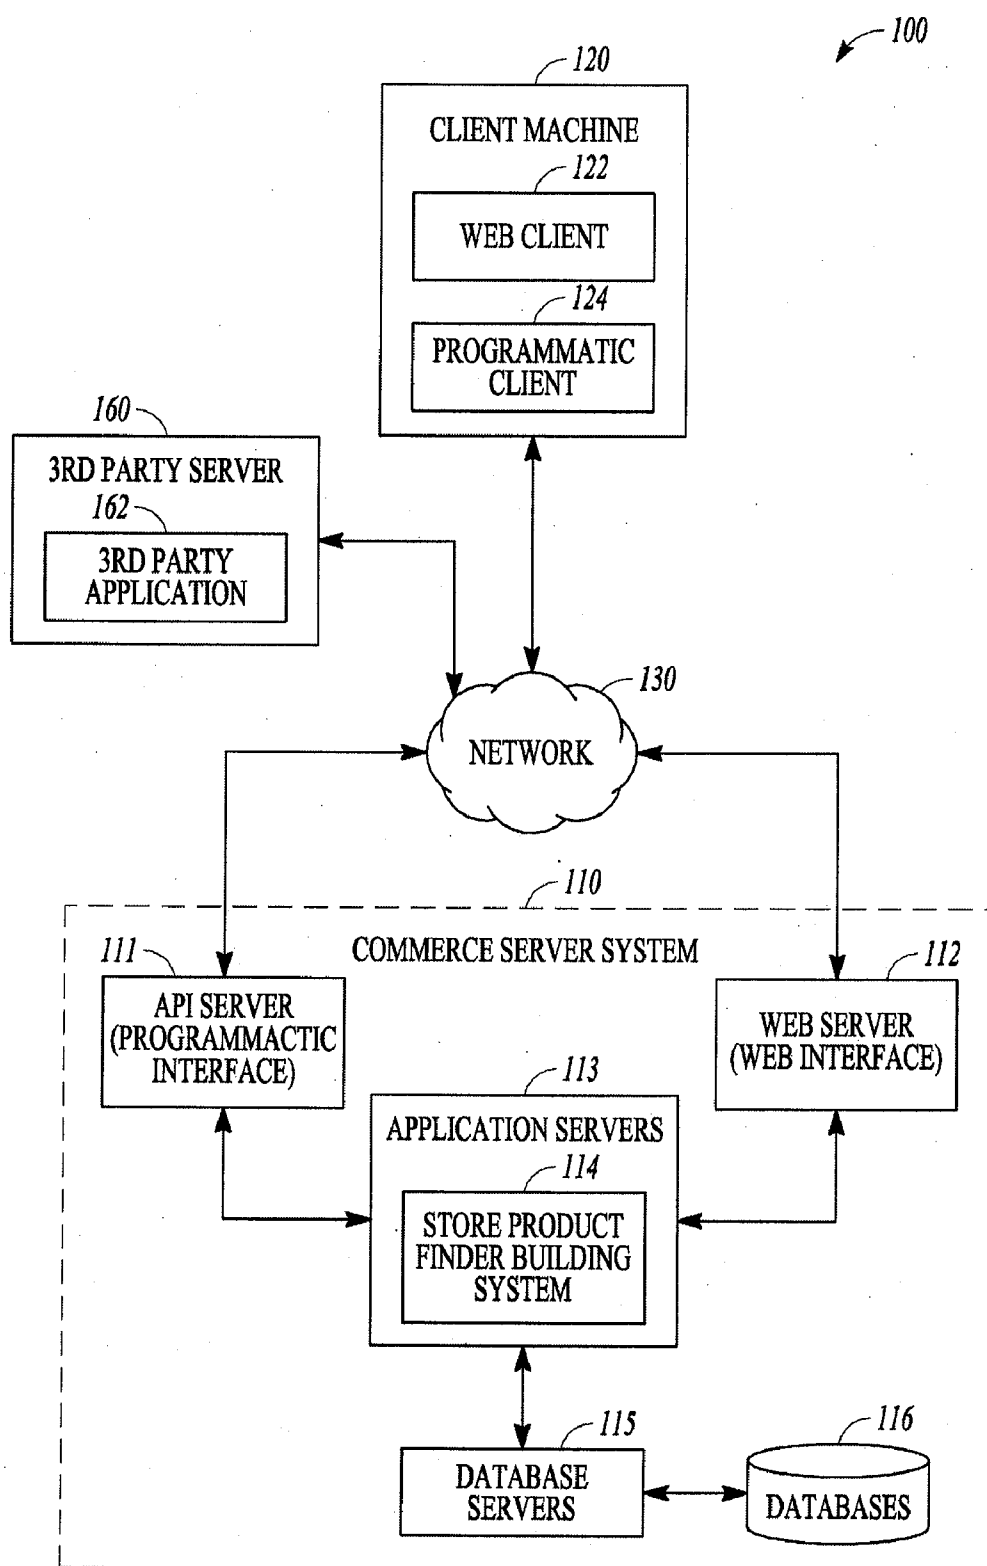 100
120
CLIENT MACHINE
122
WEB CLIENT
124
PROGRAMMATIC
CLIENT
160
3RD PARTY SERVER
162
3RD PARTY
APPLICATION
130
NETWORK
110
COMMERCE SERVER SYSTEM
111
API SERVER
(PROGRAMMACTIC
INTERFACE)
112
WEB SERVER
(WEB INTERFACE)
113
APPLICATION SERVERS
114
STORE PRODUCT
FINDER BUILDING
SYSTEM
115
DATABASE
SERVERS
116
DATABASES